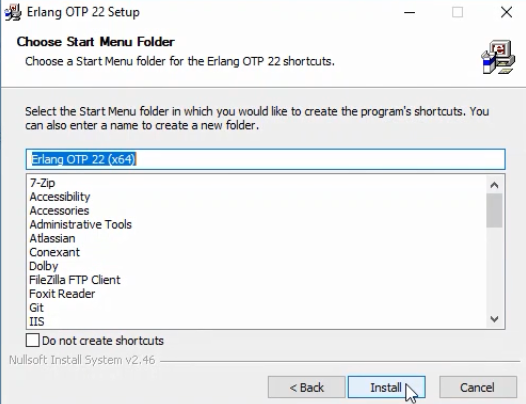 Erlang OTP 22 Setup
Choose Start Menu Folder
Choose a Start Menu folder for the Erlang OTP 22 shortcuts.
Select the Start Menu folder in which you would like to create the program's shortcuts. You
can also enter a name to create a new folder.
Erlang OTP 22 (x64)
7-Zip
Accessibility
Accessories
Administrative Tools
Atlassian
Conexant
Dolby
FileZilla FTP Client
Foxit Reader
Git
IIS
Do not create shortcuts
Nullsoft Install System v2.46
< Back Install Cancel